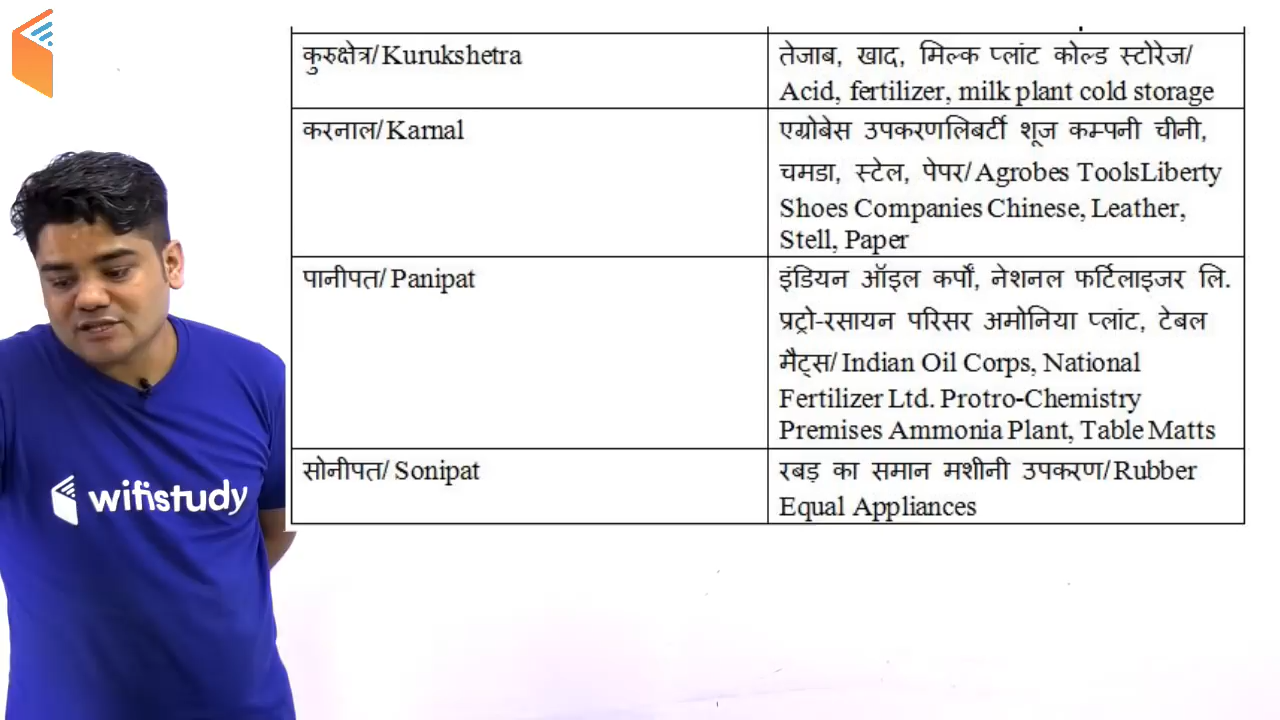 कुरुक्षेत्र/ Kurukshetra
तेजाब, खाद, मिल्क प्लांट कोल्ड स्टोरेज/
Acid, fertilizer, milk plant cold storage
करनाल/ Karnal
एग्रोबेस उपकरणलिबर्टी शूज कम्पनी चीनी,
चमडा, स्टेल, पेपर/ Agrobes ToolsLiberty
Shoes Companies Chinese, Leather,
Stell, Paper
पानीपत/ Panipat
इंडियन ऑइल कर्पों, नेशनल फर्टिलाइजर लि.
प्रट्रो-रसायन परिसर अमोनिया प्लांट, टेबल
मैट्स/ Indian Oil Corps, National
Fertilizer Ltd. Protro-Chemistry
Premises Ammonia Plant, Table Matts
सोनीपत/ Sonipat
रबड़ का समान मशीनी उपकरण/ Rubber
Equal Appliances
wifistudy